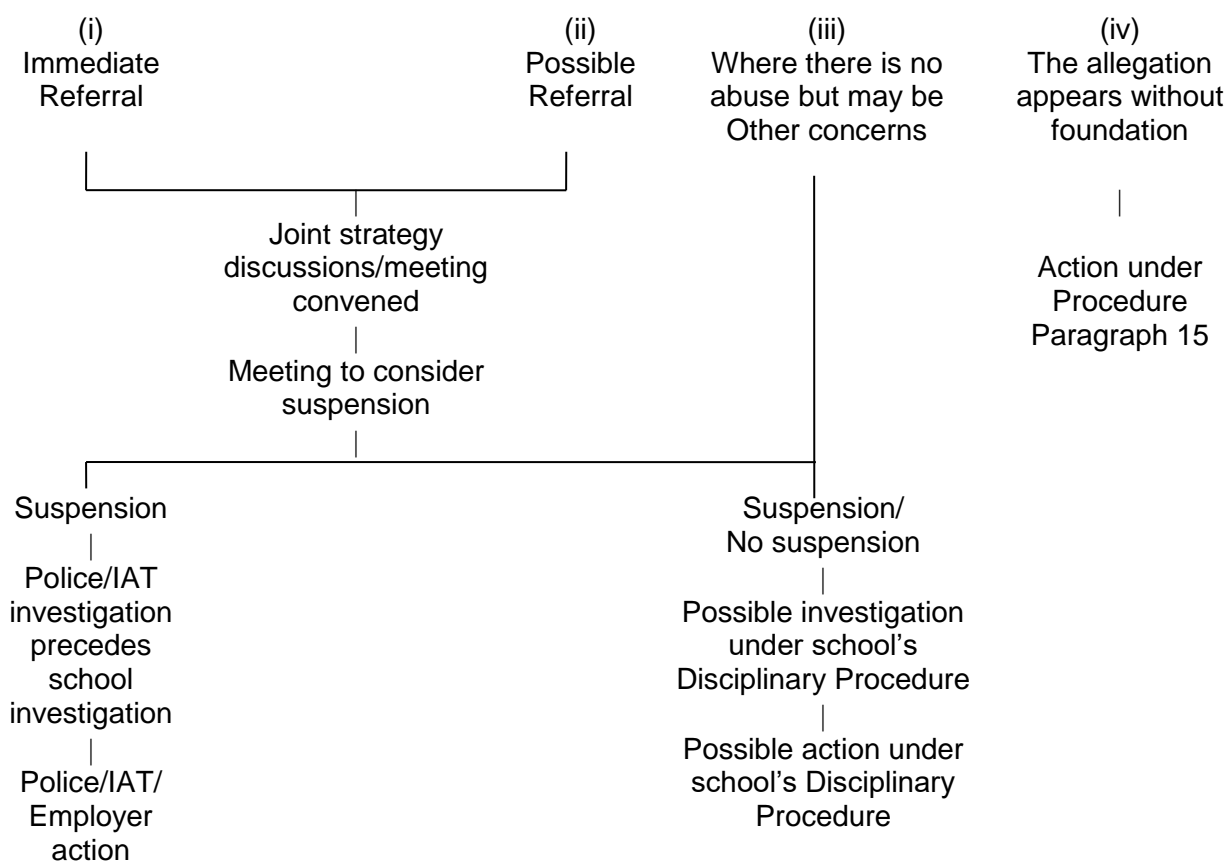 (i)
Immediate
Referral
(ii)
Possible
Referral
(iii)
Where there is no
abuse but may be
Other concerns
(iv)
The allegation
appears without
foundation
Joint strategy
discussions/meeting
convened
Action under
Procedure
Paragraph 15
Meeting to consider
suspension
Suspension
Police/IAT
investigation
precedes
school
investigation
Police/IAT/
Employer
action
Suspension/
No suspension
Possible investigation
under school’s
Disciplinary Procedure
Possible action under
school’s Disciplinary
Procedure